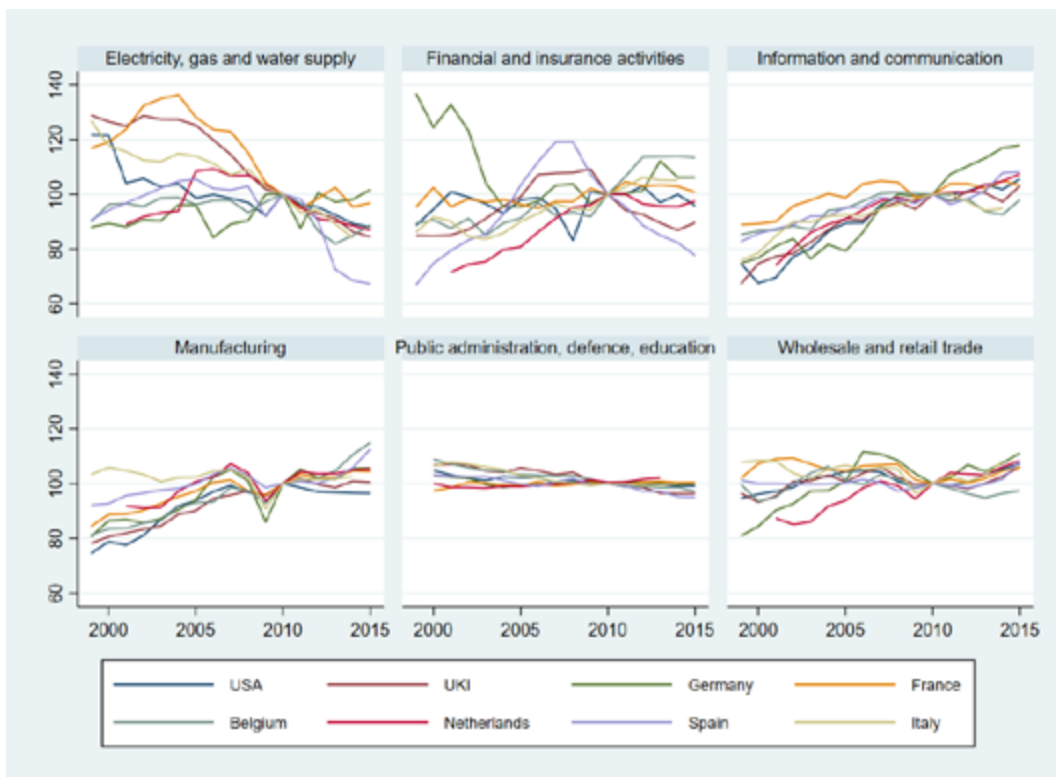 Electricity, gas and water supply
Financial and insurance activities
Information and communication
140
120
100
80
60
Manufacturing
Public administration, defence, education
Wholesale and retail trade
140
120
100
80
60
2000 2005 2010 2015
2000 2005 2010 2015
2000 2005 2010 2015
USA UKI Germany France
Belgium Netherlands Spain Italy